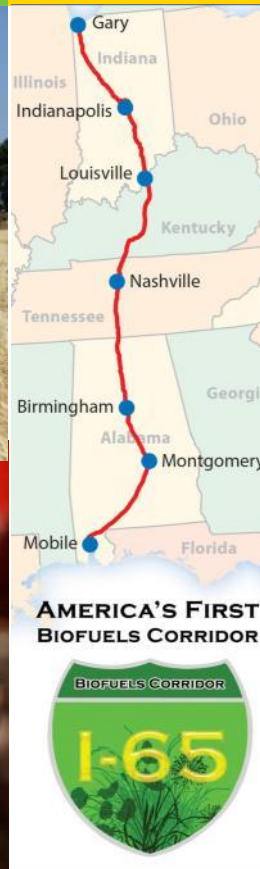 Gary
Indiana
Illinois
Indianapolis
Ohio
Louisville
Kentucky
Nashville
Tennessee
Georgi
Birmingham
Alabama
Montgomery
Mobile
Florida
AMERICA'S FIRST
BIOFUELS CORRIDOR
BIOFUELS CORRIDOR
I-65